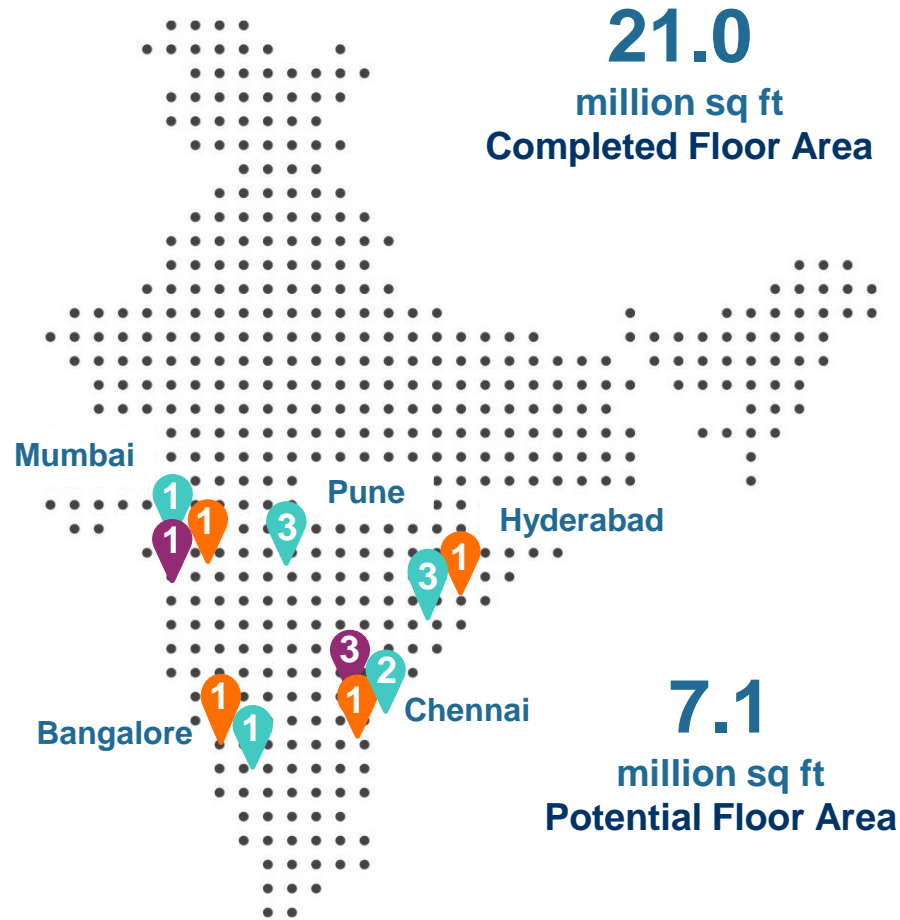 21.0
million sq ft
Completed Floor Area
Mumbai
1
1
1
Pune
3
Hyderabad
1
3
3
2
1
Chennai
1
1
Bangalore
7.1
million sq ft
Potential Floor Area